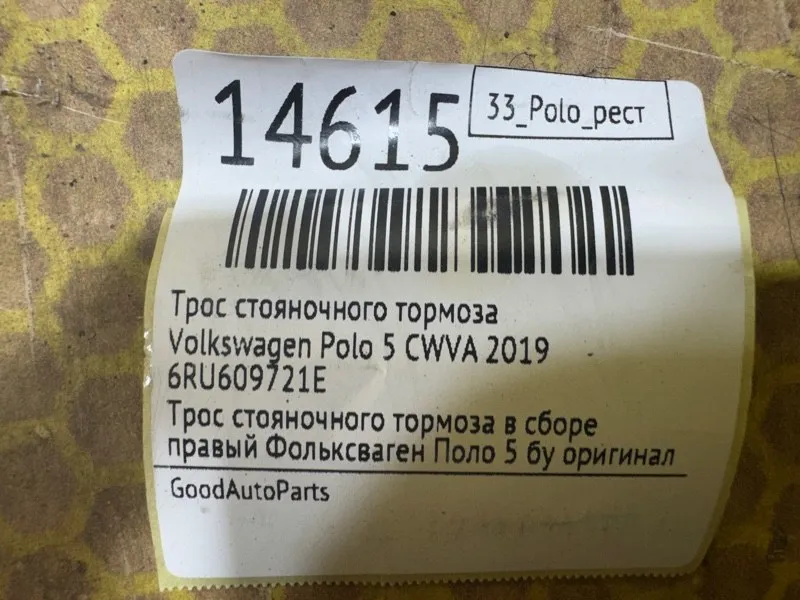 14615
33_Polo_рест
Трос стояночного тормоза
Volkswagen Polo 5 CWVA 2019
6RU609721E
Трос стояночного тормоза в сборе
правый Фольксваген Поло 5 бу оригинал
GoodAutoParts